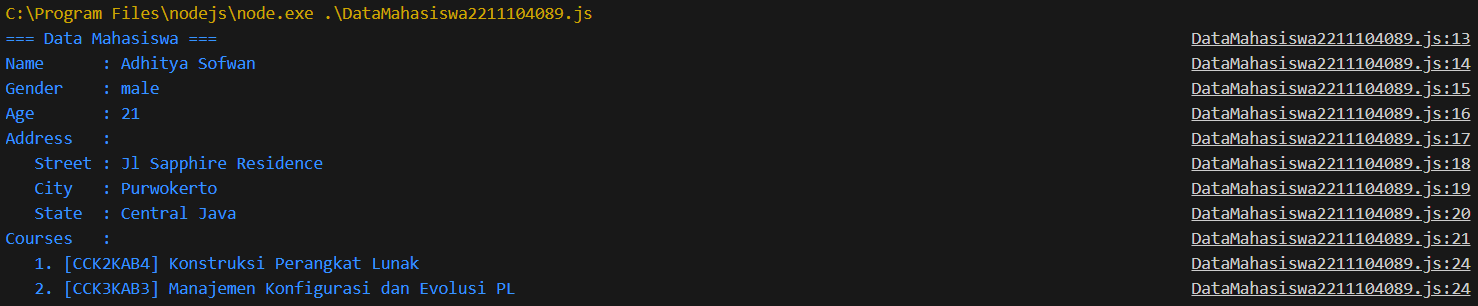 C:\Program Files\nodejs\node.exe .\DataMahasiswa2211104089.js
=== Data Mahasiswa === DataMahasiswa2211104089.js:13
Name      : Adhitya Sofwan DataMahasiswa2211104089.js:14
Gender    : male DataMahasiswa2211104089.js:15
Age       : 21 DataMahasiswa2211104089.js:16
Address   : DataMahasiswa2211104089.js:17
   Street : Jl Sapphire Residence DataMahasiswa2211104089.js:18
   City   : Purwokerto DataMahasiswa2211104089.js:19
   State  : Central Java DataMahasiswa2211104089.js:20
Courses   : DataMahasiswa2211104089.js:21
   1. [CCK2KAB4] Konstruksi Perangkat Lunak DataMahasiswa2211104089.js:24
   2. [CCK3KAB3] Manajemen Konfigurasi dan Evolusi PL DataMahasiswa2211104089.js:24